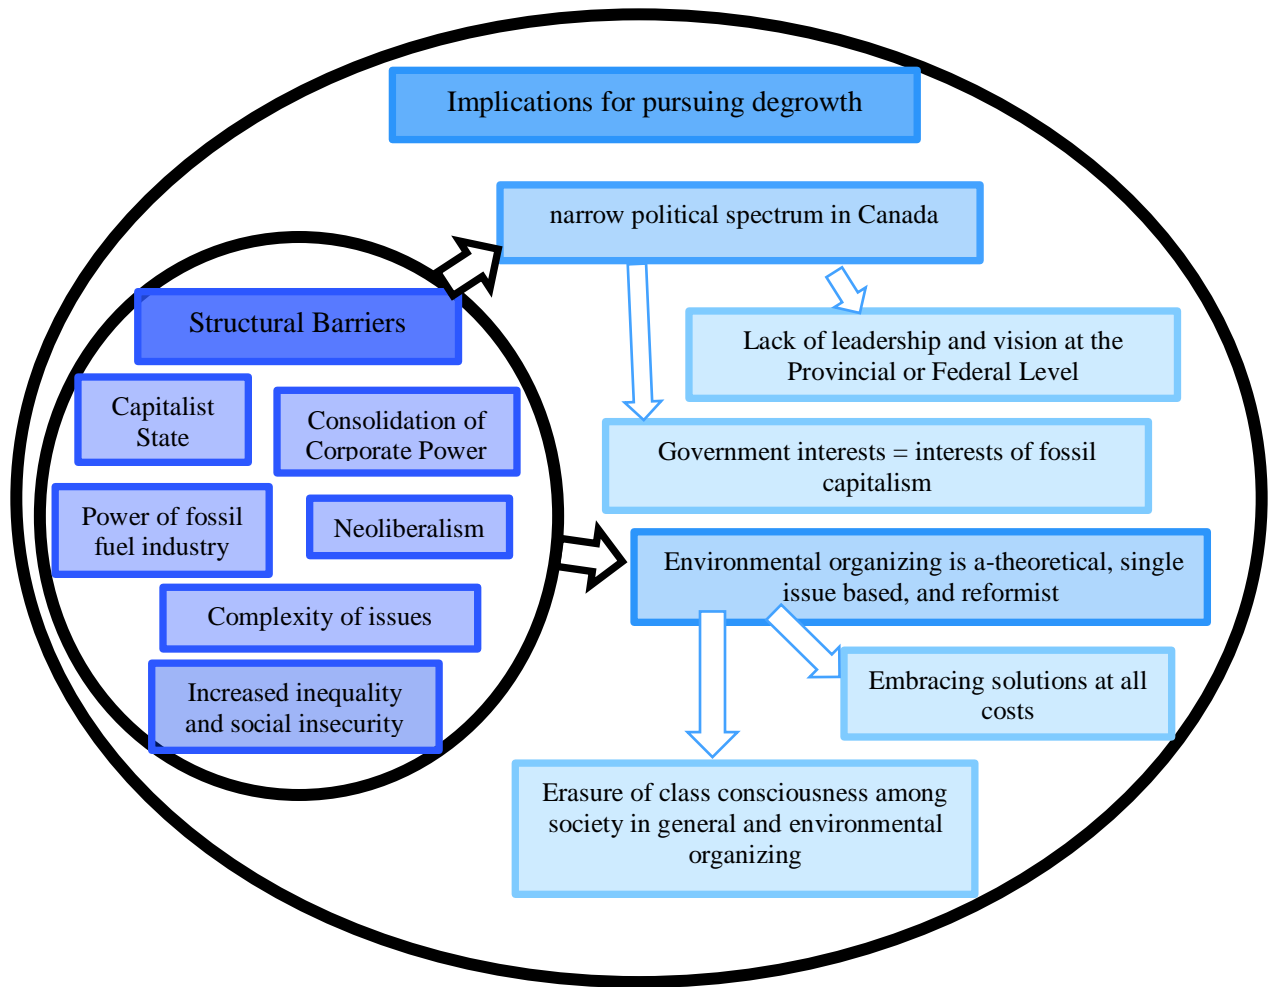 Implications for pursuing degrowth
narrow political spectrum in Canada
Structural Barriers
Lack of leadership and vision at the
Provincial or Federal Level
Capitalist
State
Consolidation of
Corporate Power
Government interests = interests of fossil
capitalism
Power of fossil
fuel industry
Neoliberalism
Environmental organizing is a-theoretical, single
issue based, and reformist
Complexity of issues
Increased inequality
and social insecurity
Embracing solutions at all
costs
Erasure of class consciousness among
society in general and environmental
organizing